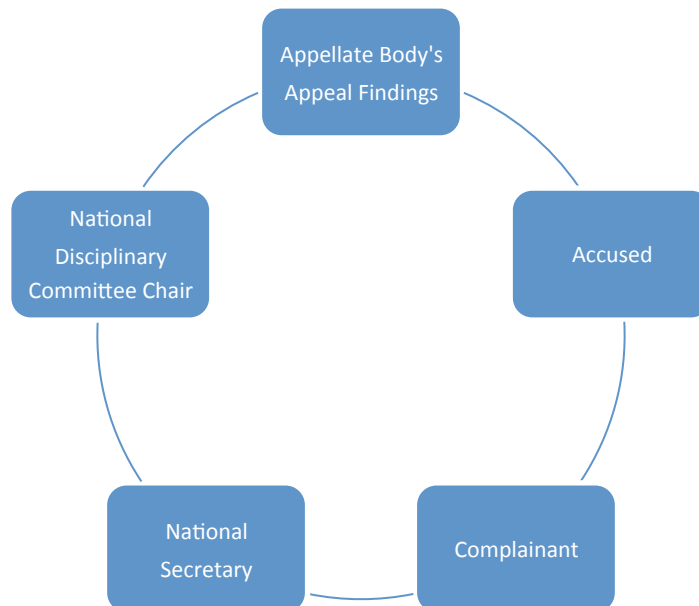 Appellate Body's
Appeal Findings
Accused
Complainant
National
Secretary
National
Disciplinary
Committee Chair